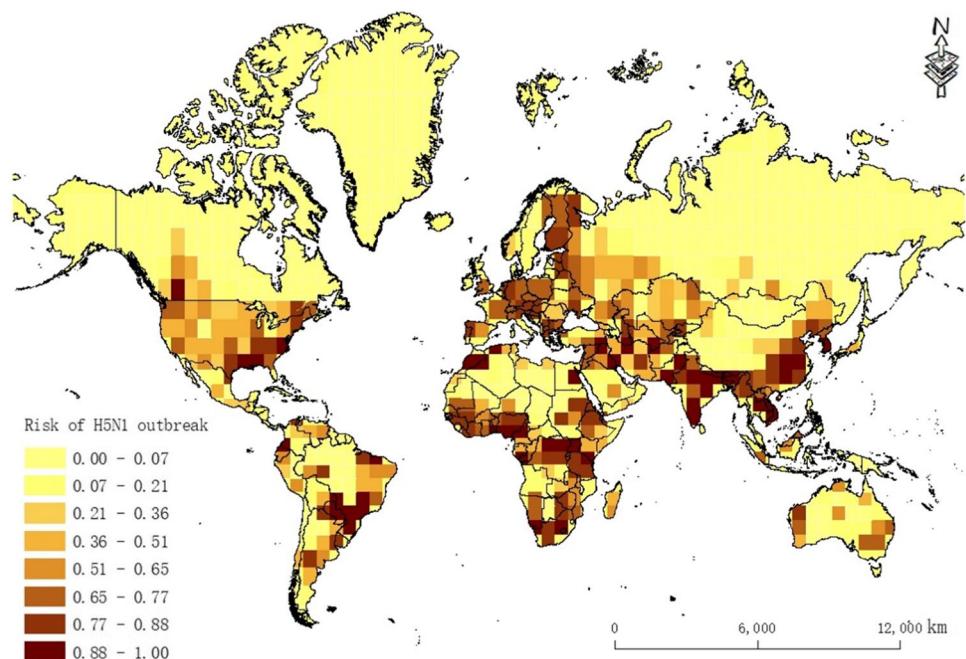 N
Risk of H5N1 outbreak
0.00 - 0.07
0.07 - 0.21
0.21 - 0.36
0.36 - 0.51
0.51 - 0.65
0.65 - 0.77
0.77 - 0.88
0.88 - 1.00
0 6,000 12,000 km